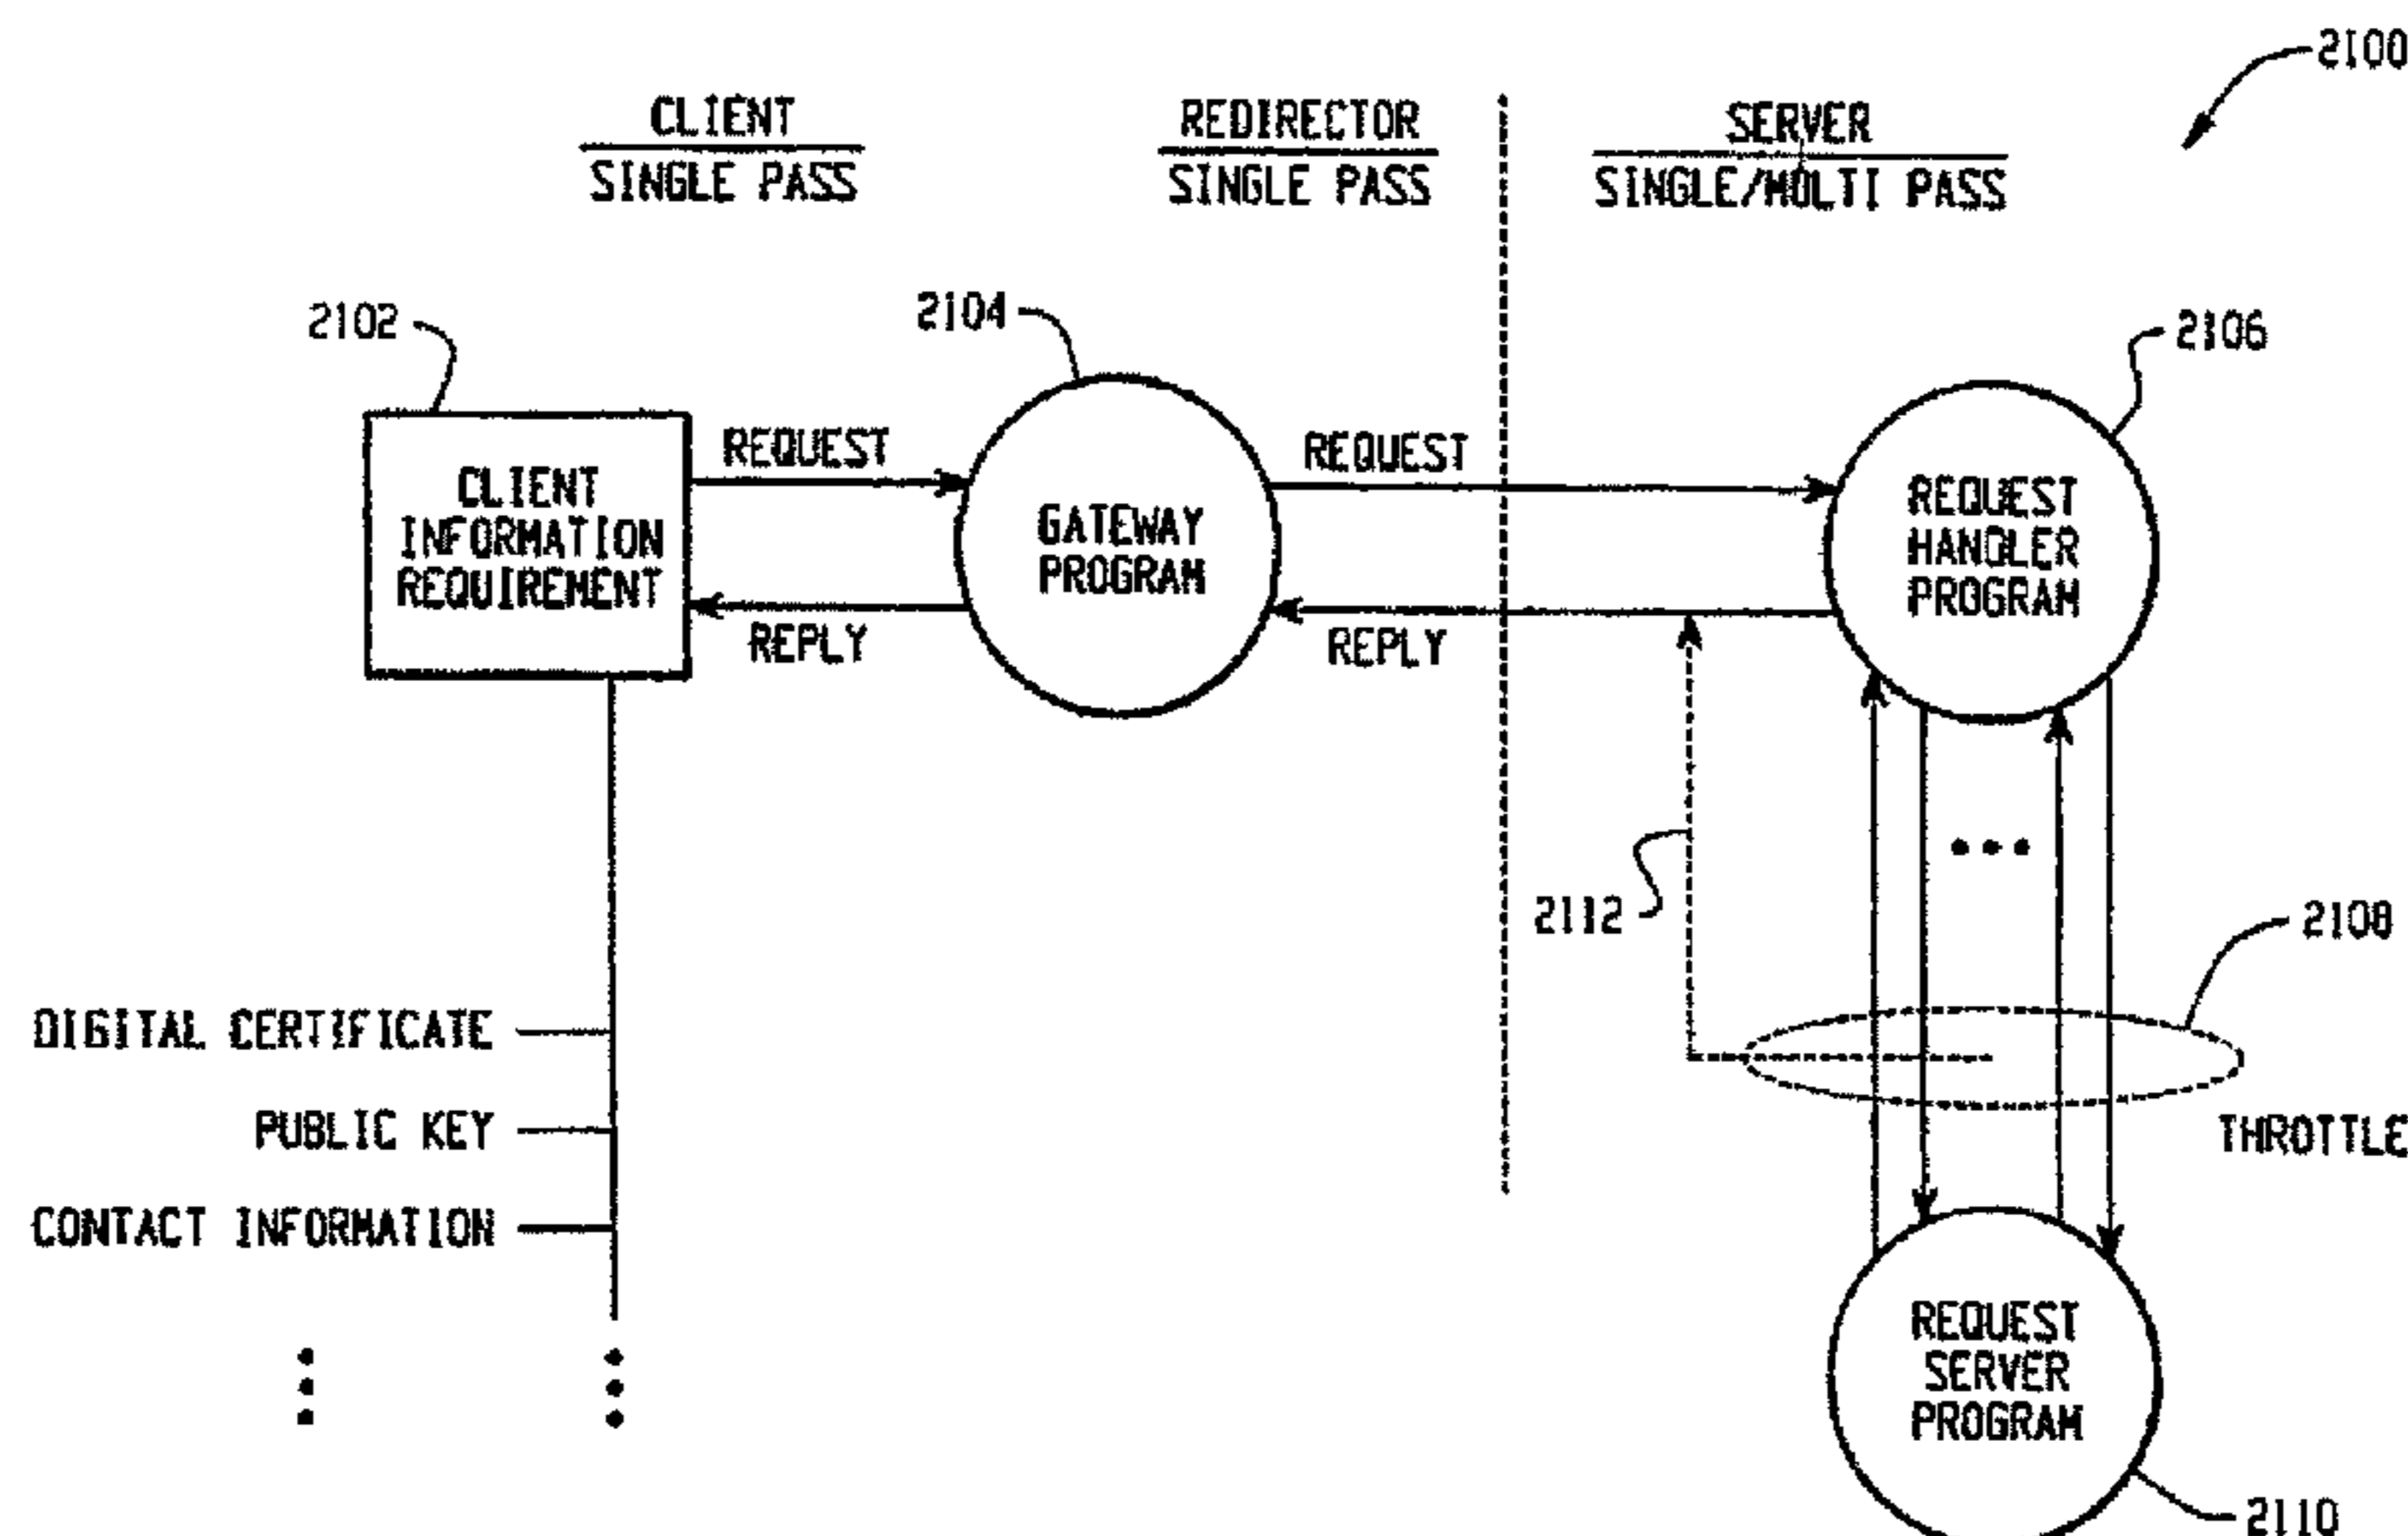 2100
CLIENT
SINGLE PASS
REDIRECTOR
SINGLE PASS
SERVER
SINGLE/MOLTI PASS
2102
2104
2106
CLIENT
INFORMATION
REQUIREMENT
REQUEST
REPLY
GATEWAY
PROGRAM
REQUEST
REPLY
REQUEST
HANDLER
PROGRAM
2112
2108
THROTTLE
DIGITAL CERTIFICATE
PUBLIC KEY
CONTACT INFORMATION
REQUEST
SERVER
PROGRAM
2110